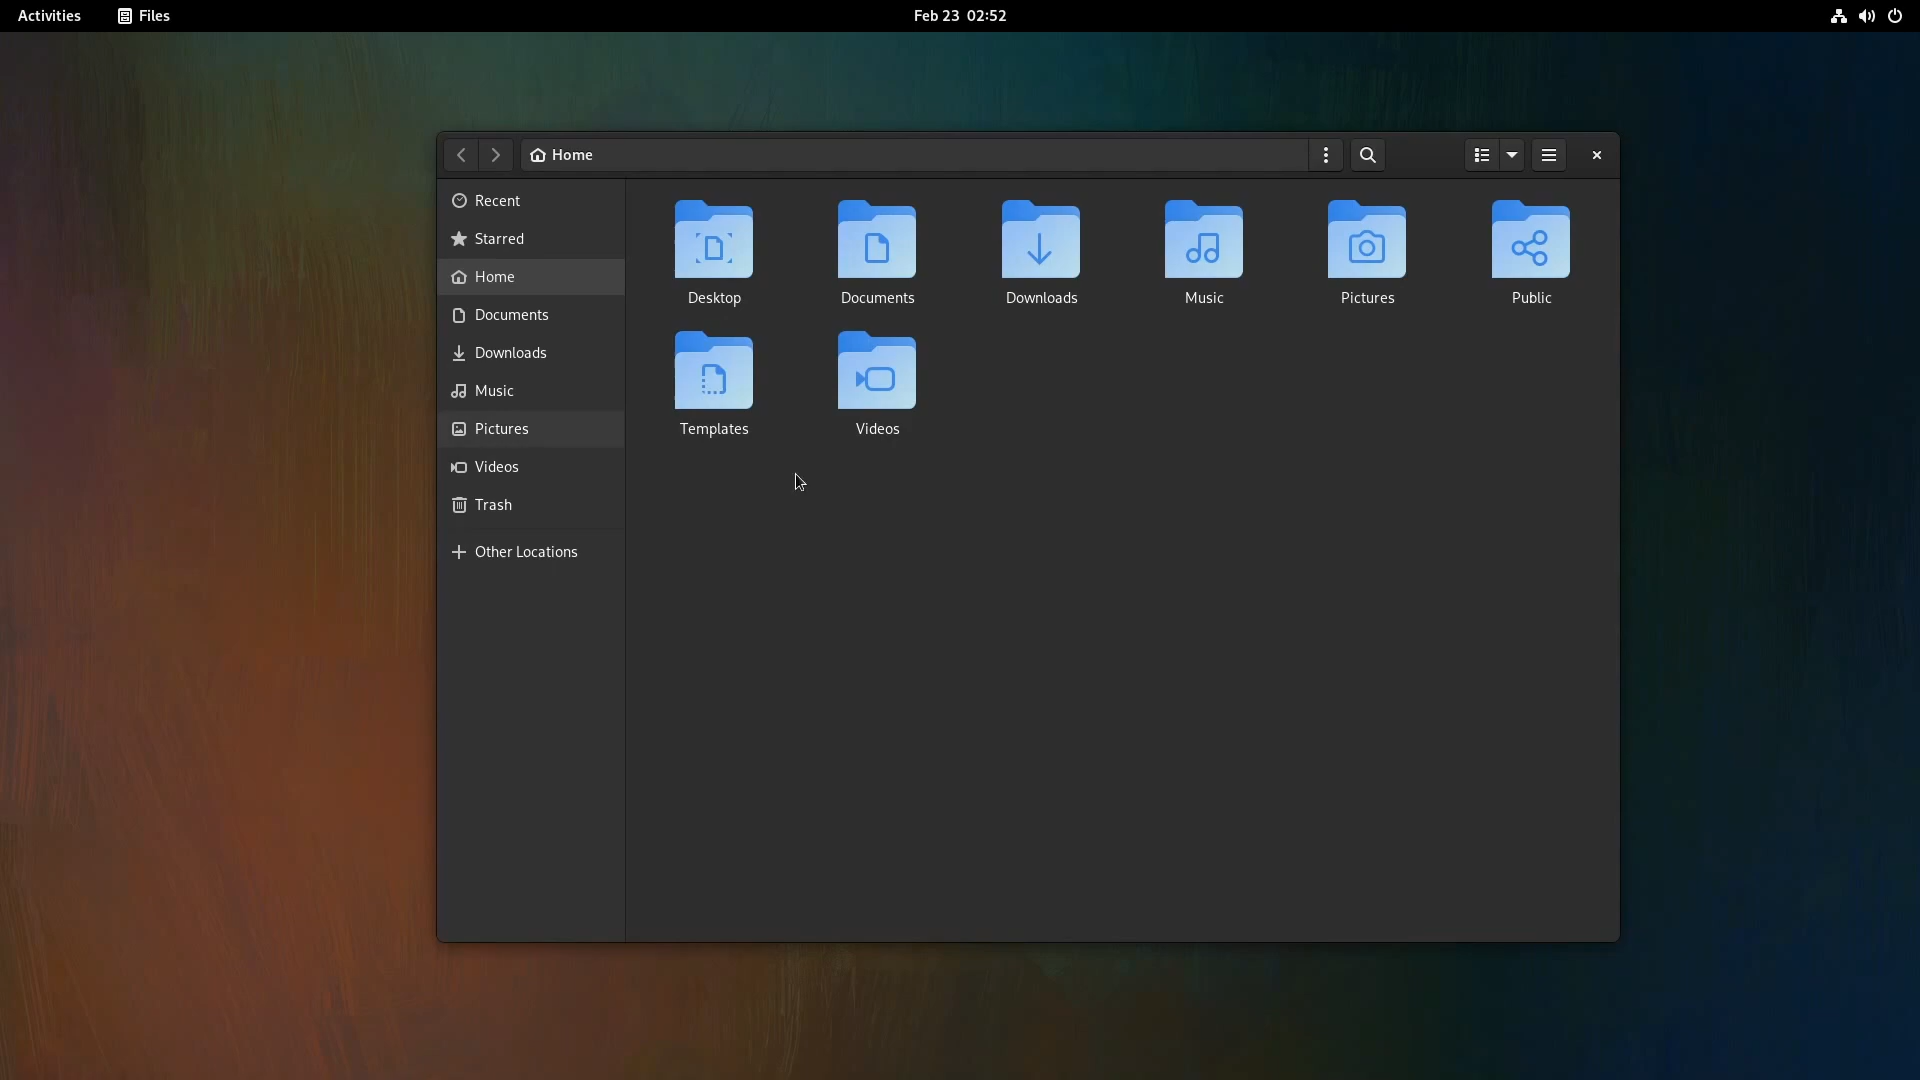 Activities Files Feb 23 02:52
Home
Recent
Starred
Home
Documents
Downloads
Music
Pictures
Videos
Trash
Other Locations
Desktop Documents Downloads Music Pictures Public
Templates Videos